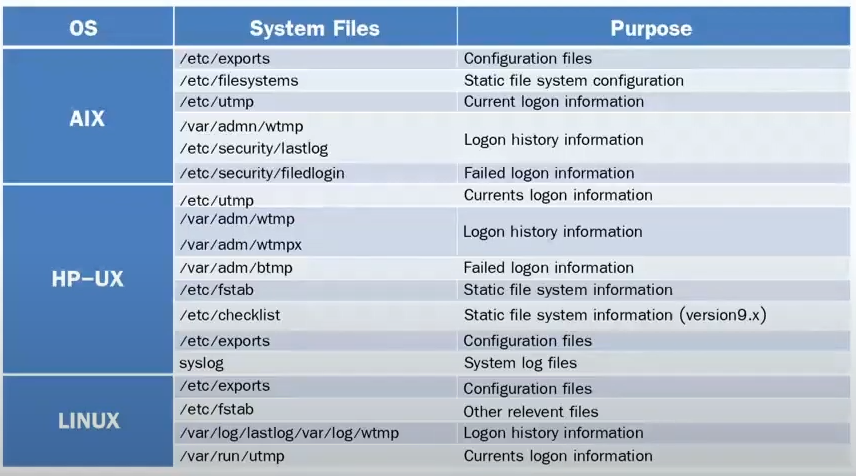 OS System Files Purpose
AIX
/etc/exports Configuration files
/etc/filesystems Static file system configuration
/etc/utmp Current logon information
/var/admn/wtmp
/etc/security/lastlog
Logon history information
/etc/security/filedlogin Failed logon information
HP–UX
/etc/utmp Currents logon information
/var/adm/wtmp
/var/adm/wtmpx
Logon history information
/var/adm/btmp Failed logon information
/etc/fstab Static file system information
/etc/checklist Static file system information (version9.x)
/etc/exports Configuration files
syslog System log files
LINUX
/etc/exports Configuration files
/etc/fstab Other relevent files
/var/log/lastlog/var/log/wtmp Logon history information
/var/run/utmp Currents logon information